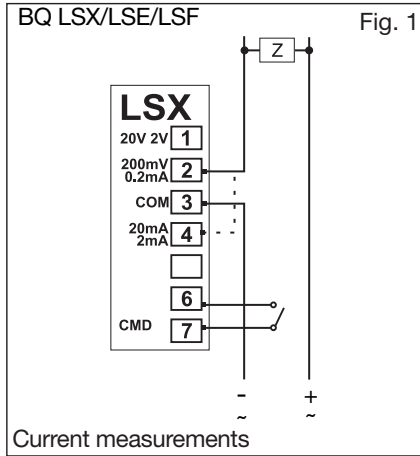 BQ LSX/LSE/LSF
Fig. 1
Z
LSX
20V 2V 1
200mV
0.2mA 2
COM 3
20mA
2mA 4
6
CMD 7
- +
~ ~
Current measurements